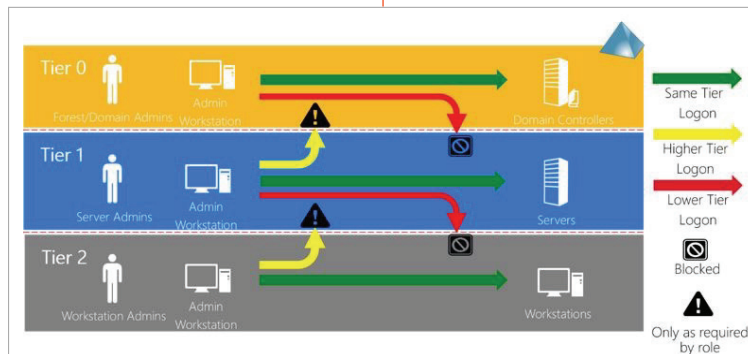 Tier 0
Forest/Domain Admins
Admin
Workstation
Domain Controllers
Tier 1
Server Admins
Admin
Workstation
Servers
Tier 2
Workstation Admins
Admin
Workstation
Workstations
Same Tier
Logon
Higher Tier
Logon
Lower Tier
Logon
Blocked
Only as required
by role